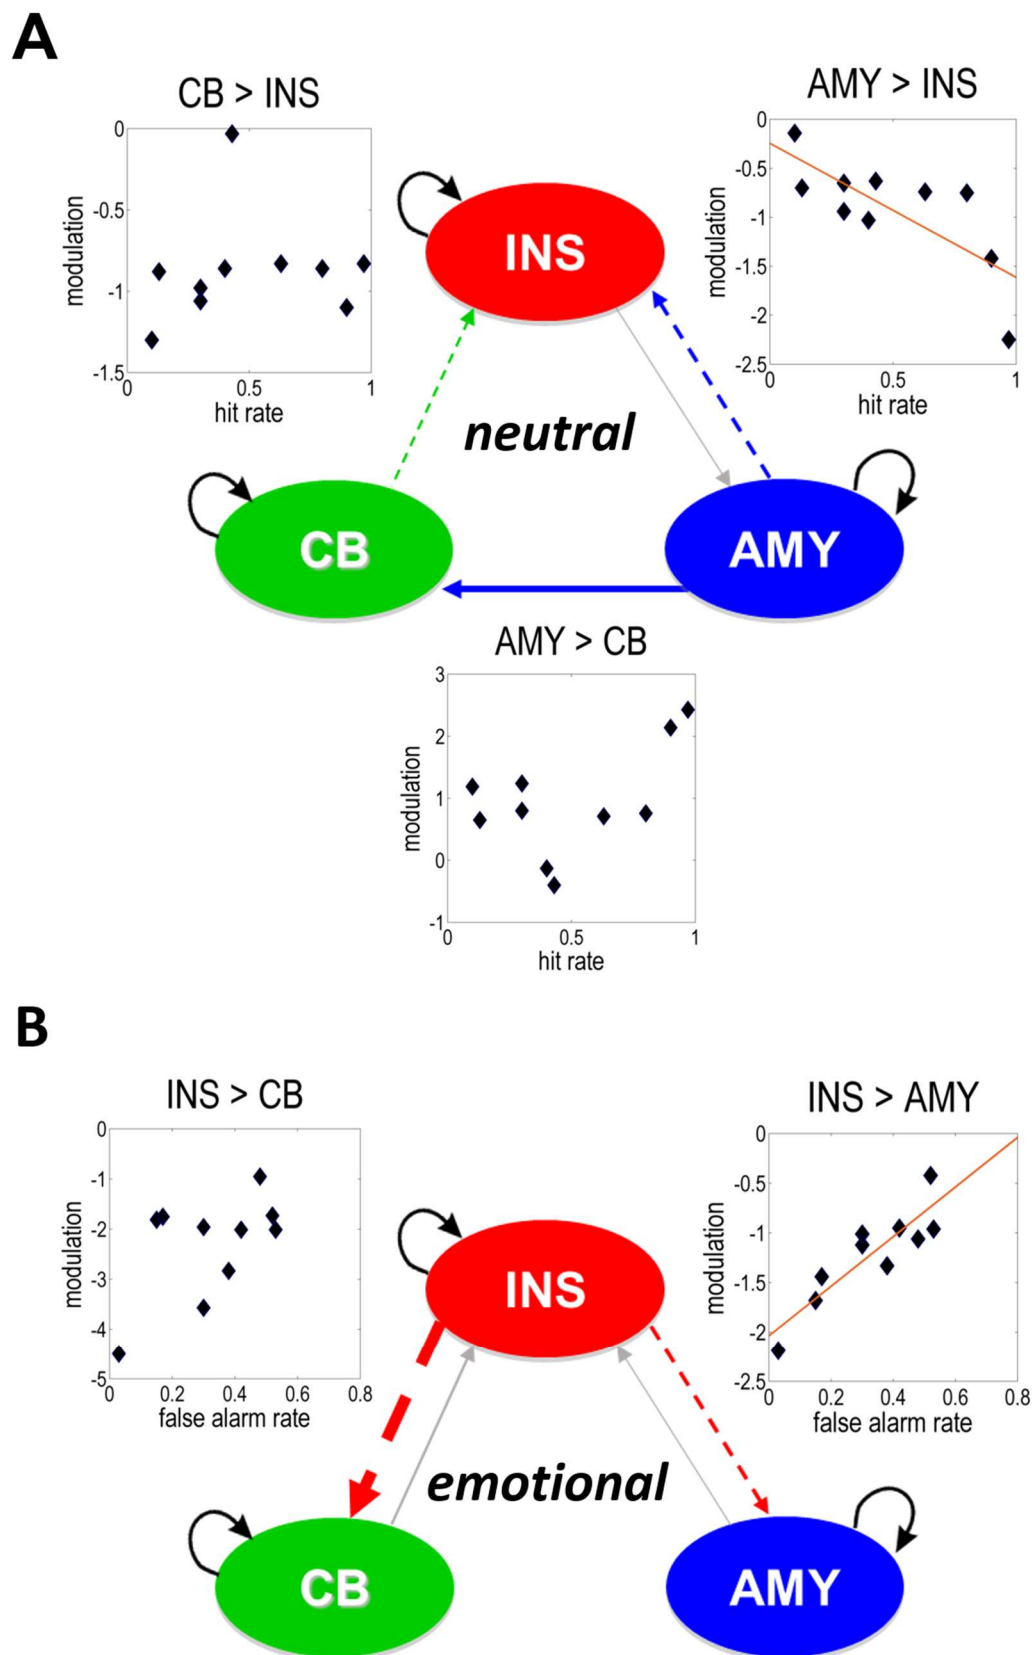 A
CB > INS
0
-0.5
-1
-1.5
modulation
0 0.5 1
hit rate
AMY > INS
0
-0.5
-1
-1.5
-2
-2.5
modulation
0 0.5 1
hit rate
INS
neutral
CB
AMY
AMY > CB
3
2
1
0
-1
modulation
0 0.5 1
hit rate
B
INS > CB
0
-1
-2
-3
-4
-5
modulation
0 0.2 0.4 0.6 0.8
false alarm rate
INS > AMY
0
-0.5
-1
-1.5
-2
-2.5
modulation
0 0.2 0.4 0.6 0.8
false alarm rate
INS
emotional
CB
AMY